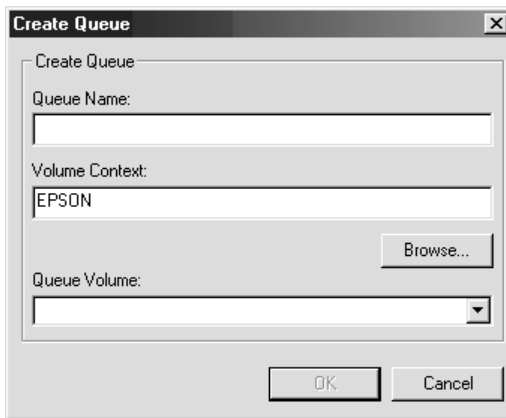 Create Queue
Create Queue
Queue Name:
Volume Context:
EPSON
Browse...
Queue Volume:
OK
Cancel